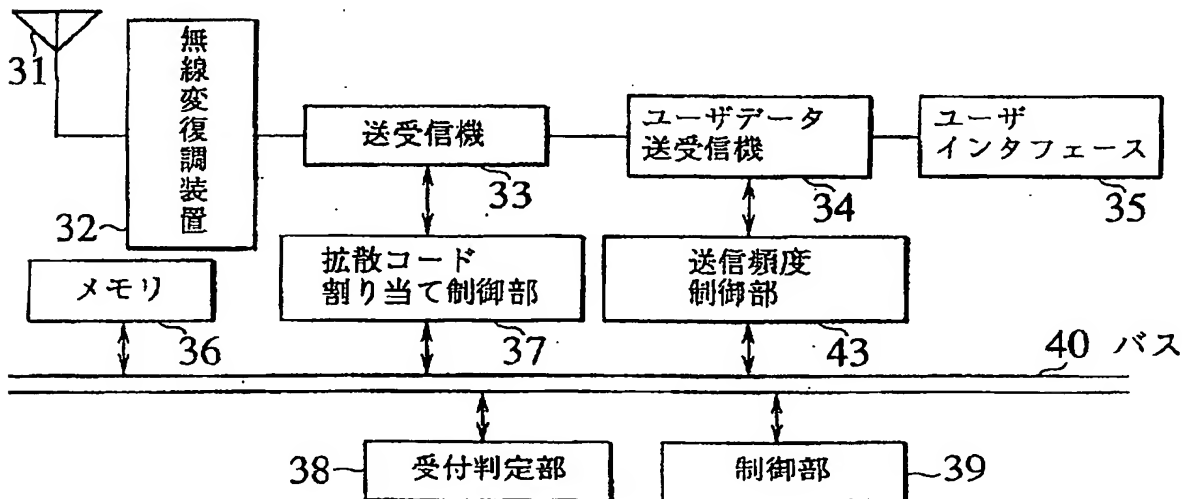 31
無線変復調装置
32
送受信機
33
ユーザデータ
送受信機
34
ユーザ
インタフェース
35
メモリ
36
拡散コード
割り当て制御部
37
送信頻度
制御部
43
40 バス
38
受付判定部
制御部
39